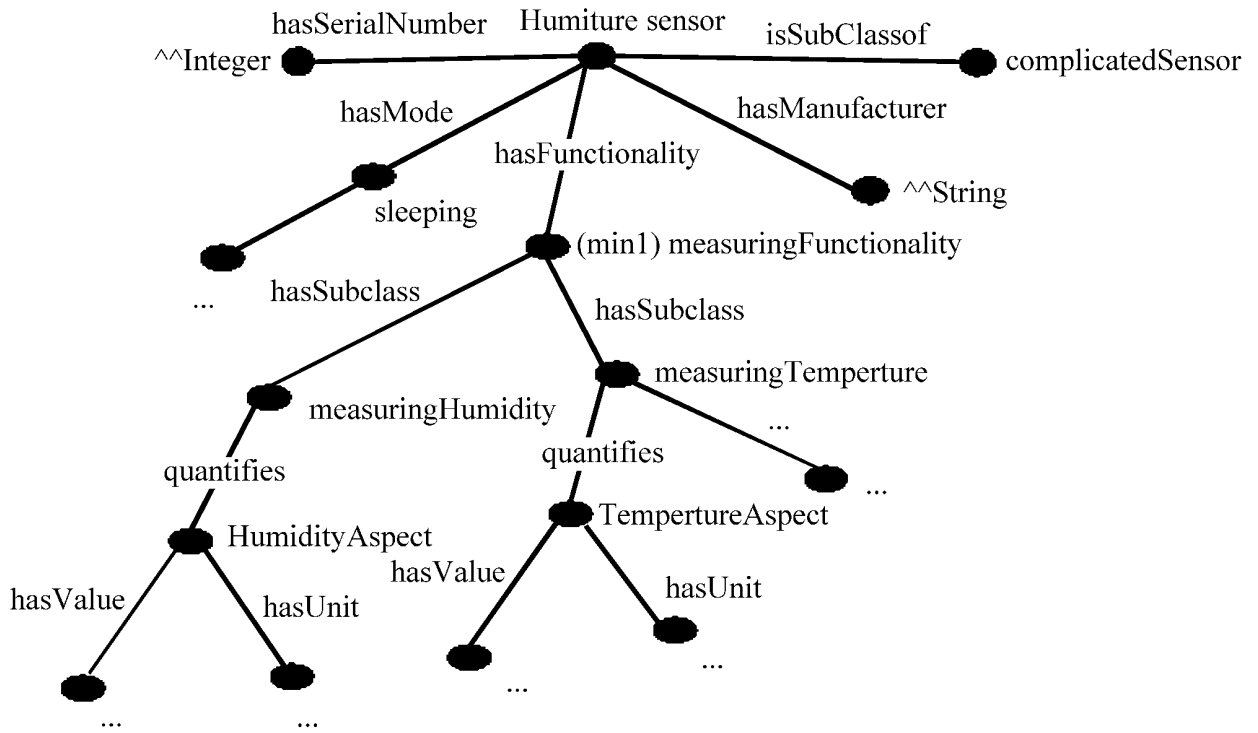 hasSerialNumber
Humiture sensor
isSubClassof
^^Integer
complicatedSensor
hasMode
hasManufacturer
hasFunctionality
^^String
sleeping
(min1) measuringFunctionality
...
hasSubclass
hasSubclass
measuringTemperture
measuringHumidity
...
quantifies
quantifies
...
TempertureAspect
HumidityAspect
hasValue
hasUnit
hasValue
hasUnit
...
...
...
...